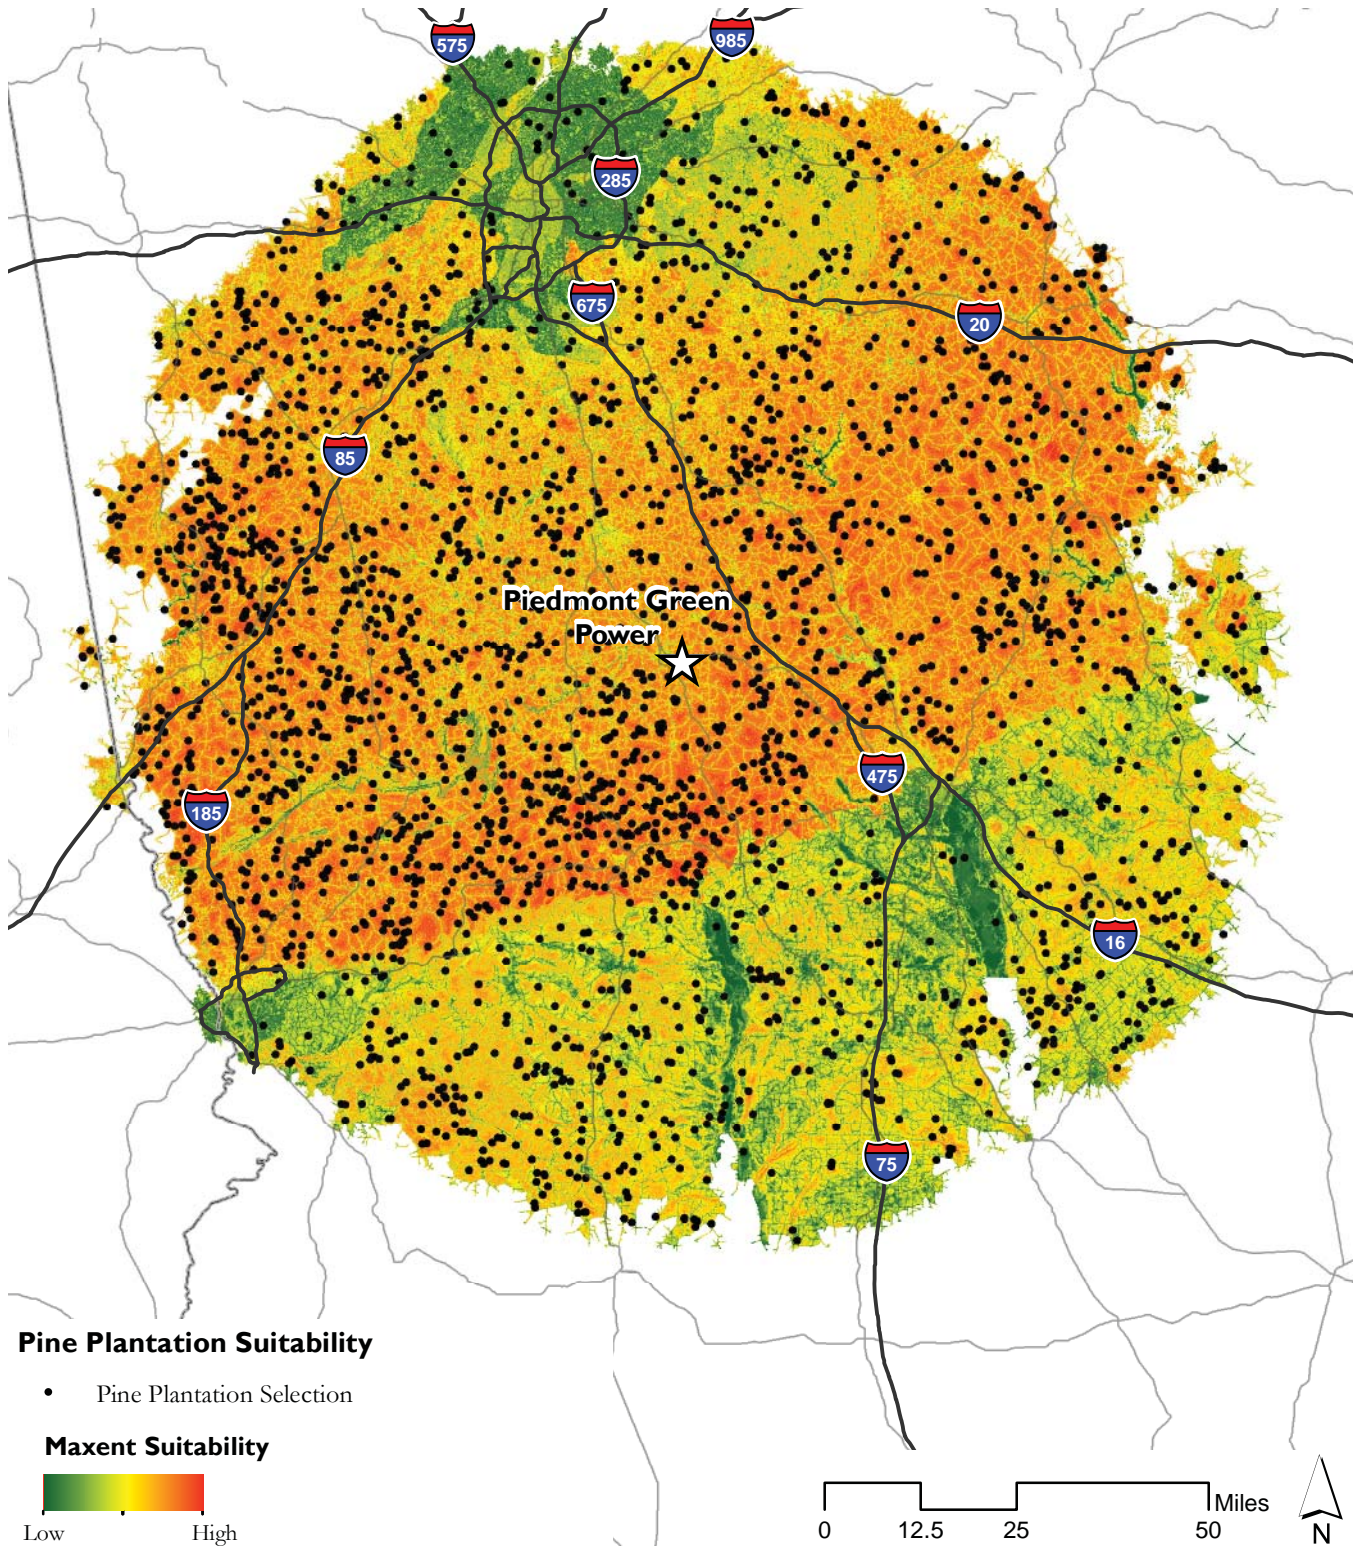 575
985
285
675
20
85
Piedmont Green
Power
475
185
16
75
Pine Plantation Suitability
• Pine Plantation Selection
Maxent Suitability
Low High
Miles
0 12.5 25 50
N